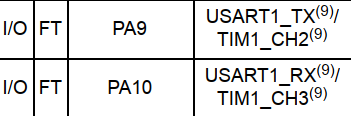 I/O FT PA9 USART1_TX(9)/
TIM1_CH2(9)
I/O FT PA10 USART1_RX(9)/
TIM1_CH3(9)